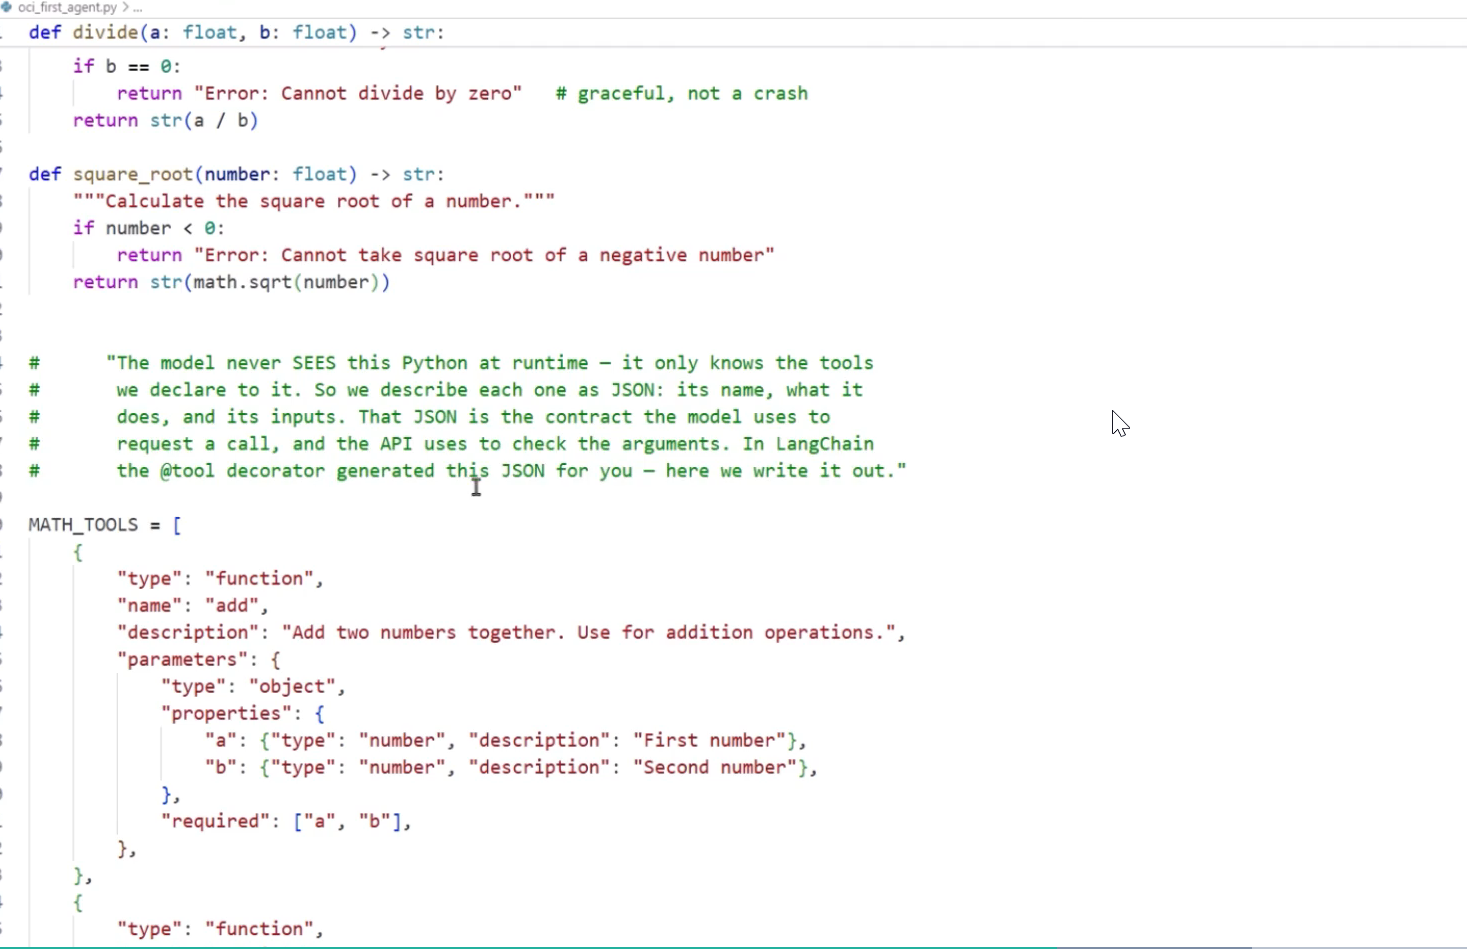 oci_first_agent.py > ...
def divide(a: float, b: float) -> str:
if b == 0:
return "Error: Cannot divide by zero" # graceful, not a crash
return str(a / b)
def square_root(number: float) -> str:
"""Calculate the square root of a number."""
if number < 0:
return "Error: Cannot take square root of a negative number"
return str(math.sqrt(number))
# "The model never SEES this Python at runtime — it only knows the tools
# we declare to it. So we describe each one as JSON: its name, what it
# does, and its inputs. That JSON is the contract the model uses to
# request a call, and the API uses to check the arguments. In LangChain
# the @tool decorator generated this JSON for you — here we write it out."
MATH_TOOLS = [
{
"type": "function",
"name": "add",
"description": "Add two numbers together. Use for addition operations.",
"parameters": {
"type": "object",
"properties": {
"a": {"type": "number", "description": "First number"},
"b": {"type": "number", "description": "Second number"},
},
"required": ["a", "b"],
},
},
{
"type": "function",